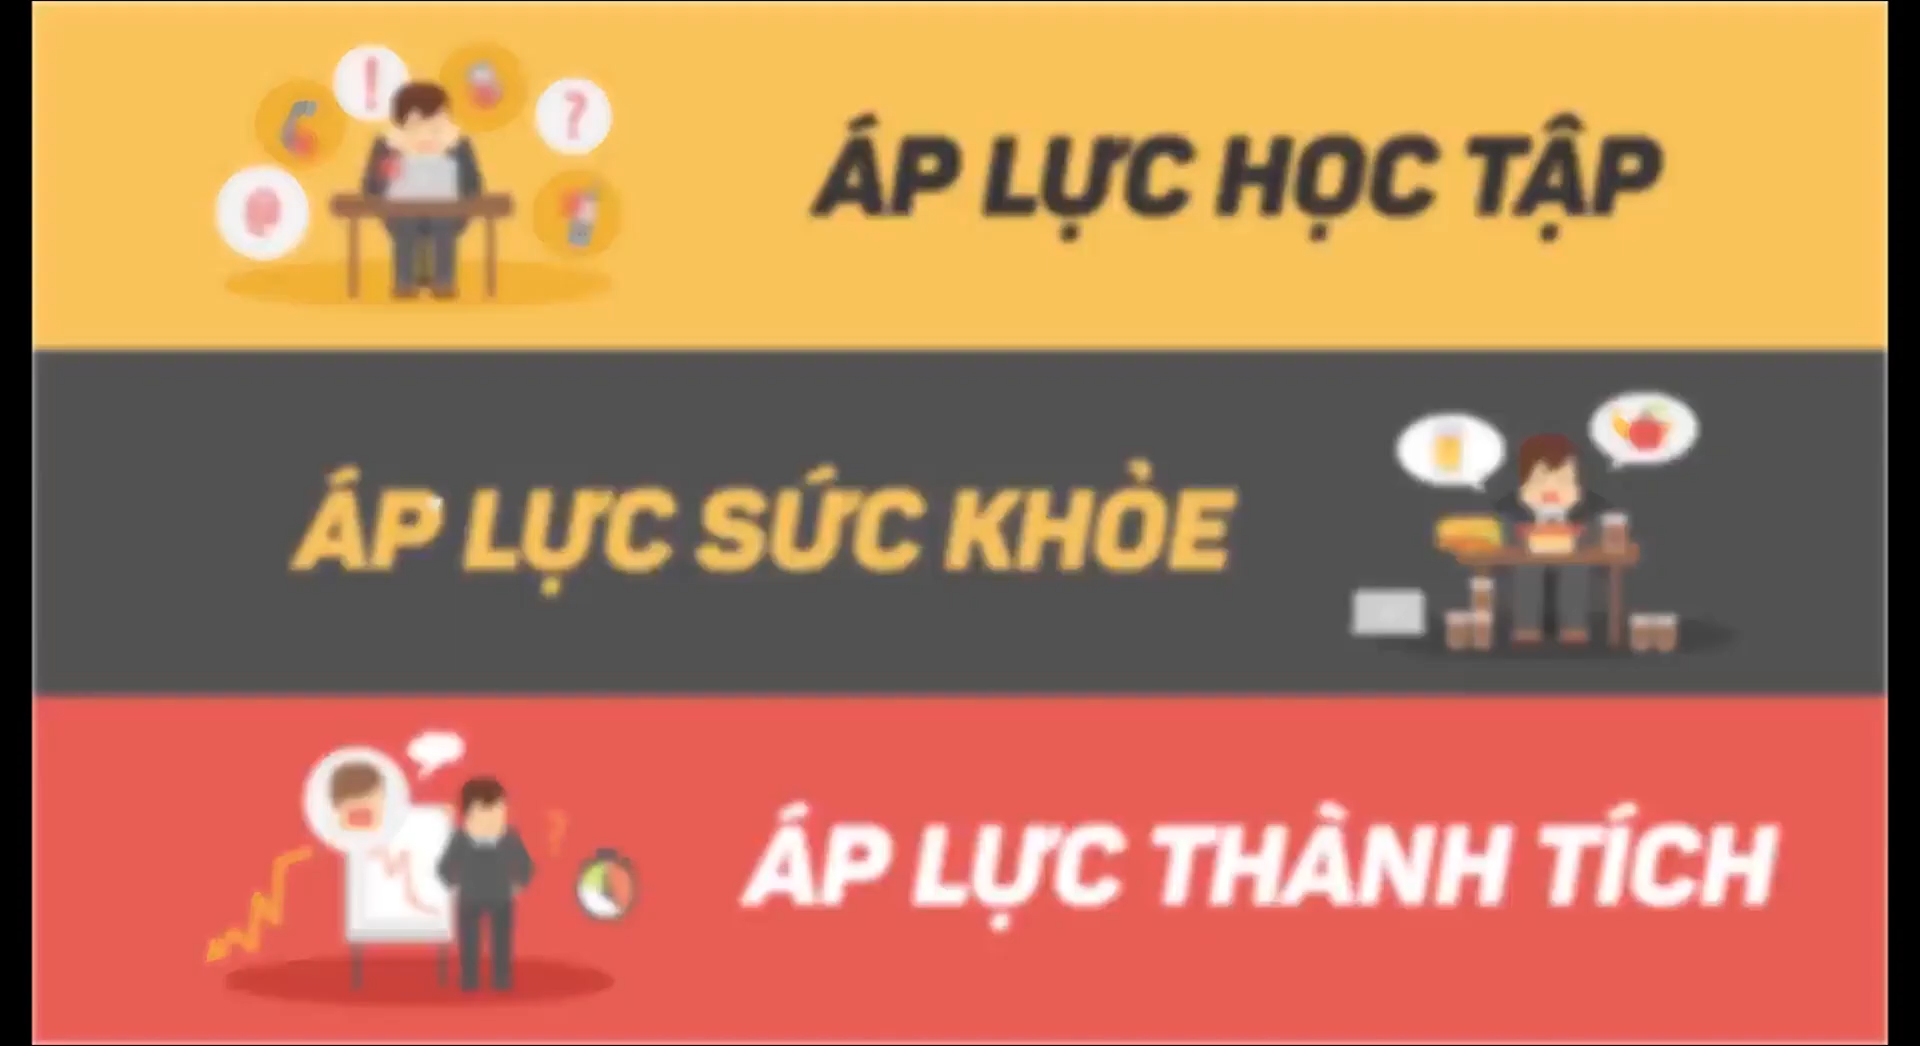 ÁP LỰC HỌC TẬP
ÁP LỰC SỨC KHỎE
ÁP LỰC THÀNH TÍCH